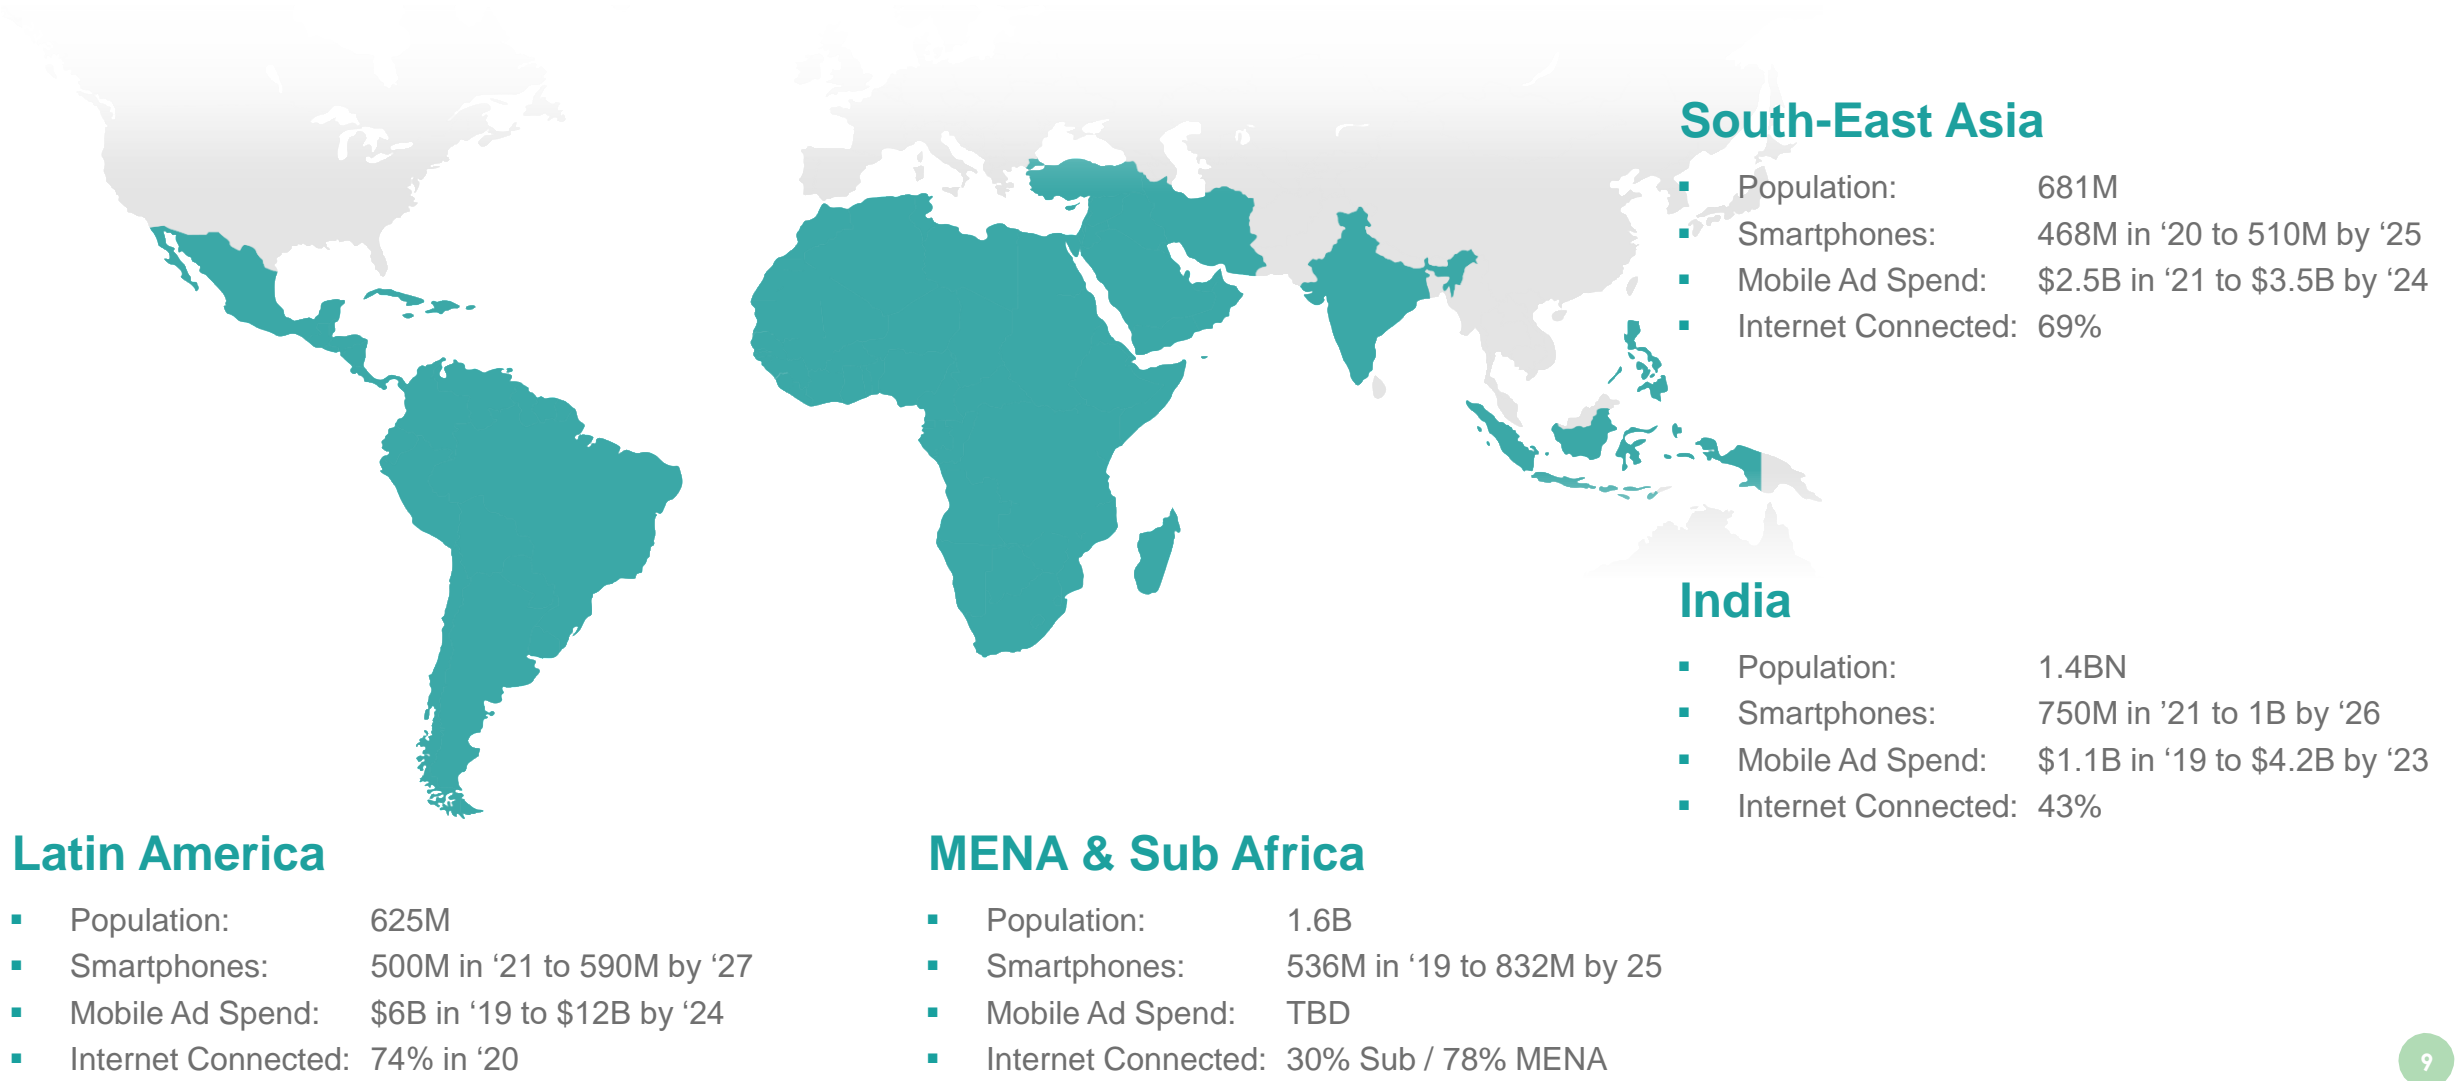 South-East Asia
▪ Population: 681M
▪ Smartphones: 468M in ‘20 to 510M by ‘25
▪ Mobile Ad Spend: $2.5B in ‘21 to $3.5B by ‘24
▪ Internet Connected: 69%
India
▪ Population: 1.4BN
▪ Smartphones: 750M in ’21 to 1B by ‘26
▪ Mobile Ad Spend: $1.1B in ‘19 to $4.2B by ‘23
▪ Internet Connected: 43%
Latin America
▪ Population: 625M
▪ Smartphones: 500M in ‘21 to 590M by ‘27
▪ Mobile Ad Spend: $6B in ‘19 to $12B by ‘24
▪ Internet Connected: 74% in ‘20
MENA & Sub Africa
▪ Population: 1.6B
▪ Smartphones: 536M in ‘19 to 832M by 25
▪ Mobile Ad Spend: TBD
▪ Internet Connected: 30% Sub / 78% MENA
9